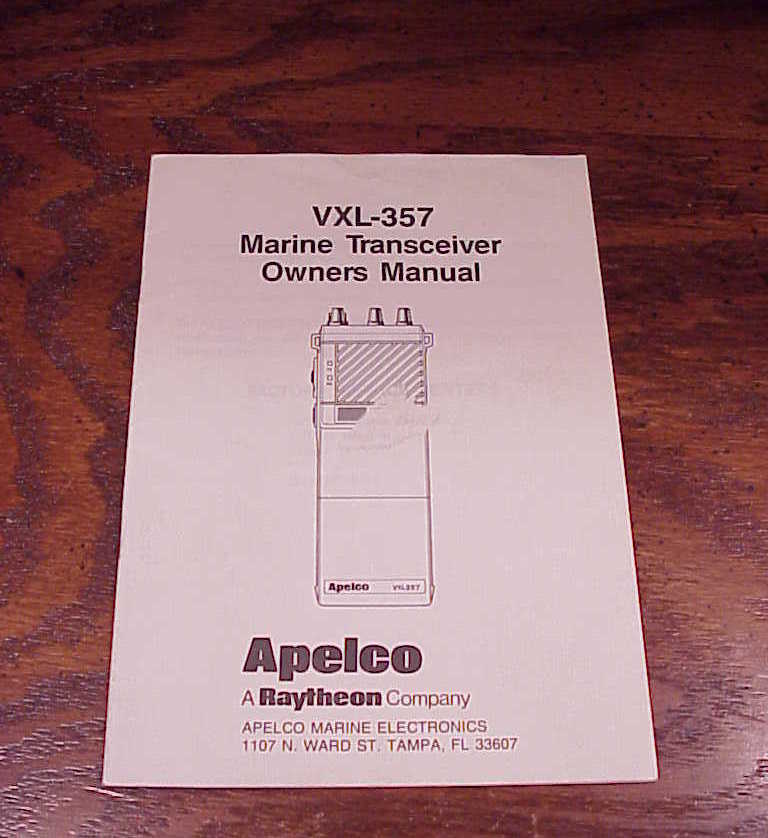 VXL-357
Marine Transceiver
Owners Manual
Apelco VXL357
Apelco
A Raytheon Company
APELCO MARINE ELECTRONICS
1107 N. WARD ST. TAMPA, FL 33607